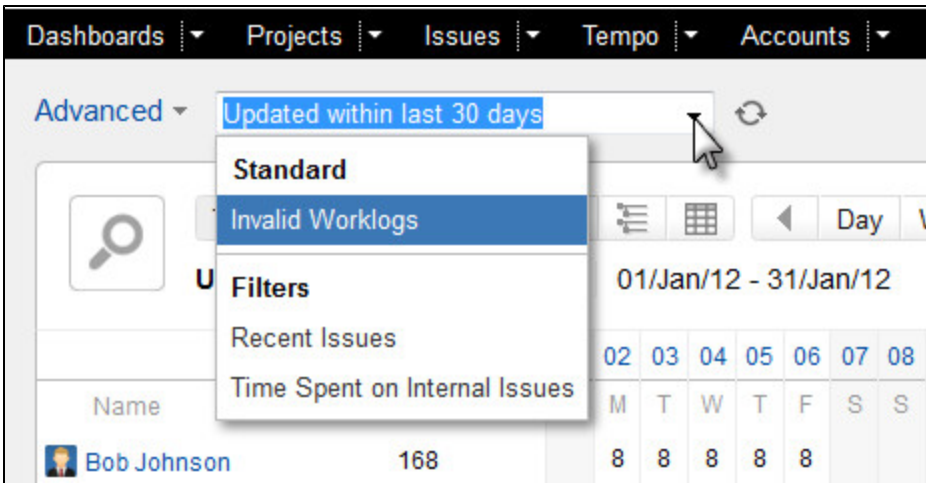 Dashboards Projects Issues Tempo Accounts
Advanced Updated within last 30 days
Standard
Invalid Worklogs
Day
Filters
01/Jan/12 - 31/Jan/12
Recent Issues
02 03 04 05 06 07 08
Time Spent on Internal Issues
Name M T W T F S S
Bob Johnson 168 8 8 8 8 8